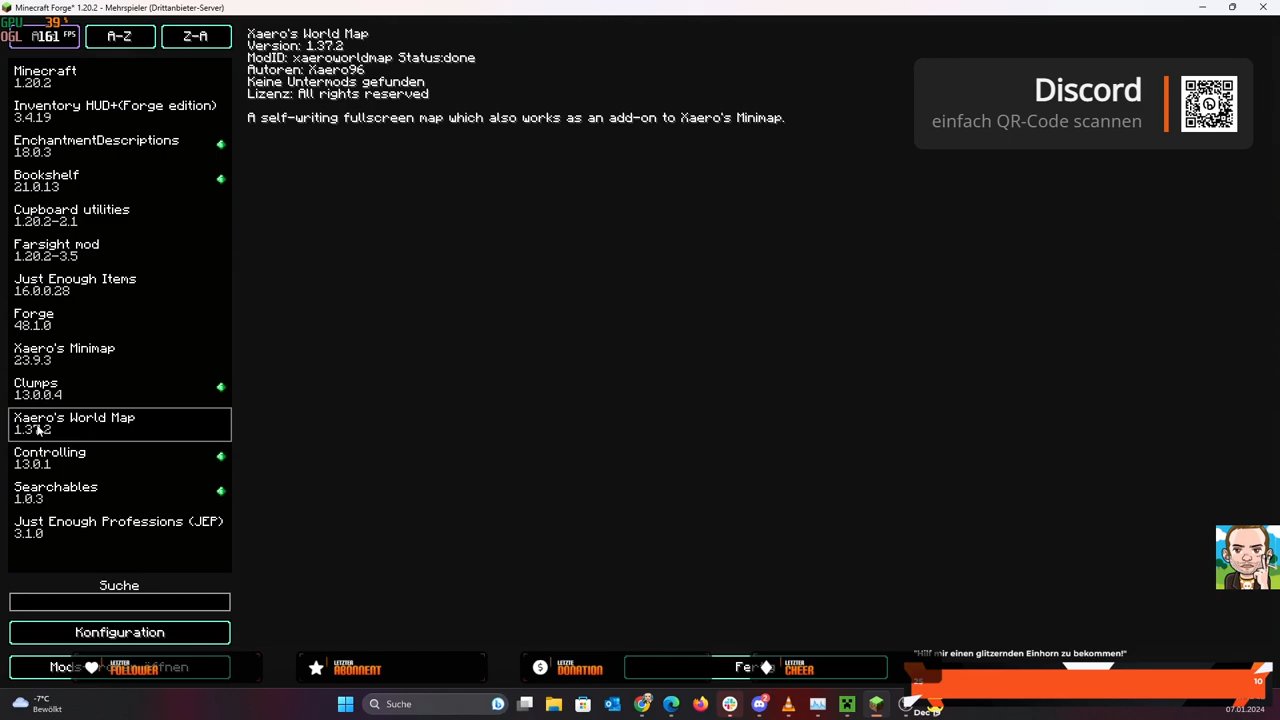 Minecraft Forge* 1.20.2 - Mehrspieler (Drittanbieter-Server)
GPU 39 %
OGL 161 FPS
A-Z
Z-A
Minecraft
1.20.2
Inventory HUD+(Forge edition)
3.4.19
EnchantmentDescriptions
18.0.3
Bookshelf
21.0.13
Cupboard utilities
1.20.2-2.1
Farsight mod
1.20.2-3.5
Just Enough Items
16.0.0.28
Forge
48.1.0
Xaero's Minimap
23.9.3
Clumps
13.0.0.4
Xaero's World Map
1.37.2
Controlling
13.0.1
Searchables
1.0.3
Just Enough Professions (JEP)
3.1.0
Suche
Konfiguration
Xaero's World Map
Version: 1.37.2
ModID: xaeroworldmap Status:done
Autoren: Xaero96
Keine Untermods gefunden
Lizenz: All rights reserved
A self-writing fullscreen map which also works as an add-on to Xaero's Minimap.
Discord
einfach QR-Code scannen
LETZTER
FOLLOWER
LETZTER
ABONNENT
LETZTE
DONATION
LETZTER
CHEER
"Hilf mir einen glitzernden Einhorn zu bekommen!"
10
-7°C
Bewölkt
Suche
07.01.2024